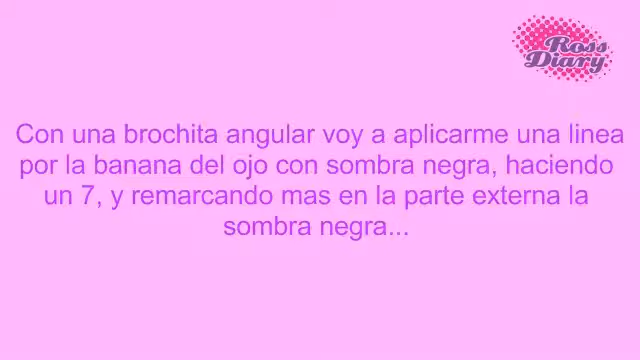 Ross
Diary
Con una brochita angular voy a aplicarme una linea
por la banana del ojo con sombra negra, haciendo
un 7, y remarcando mas en la parte externa la
sombra negra...